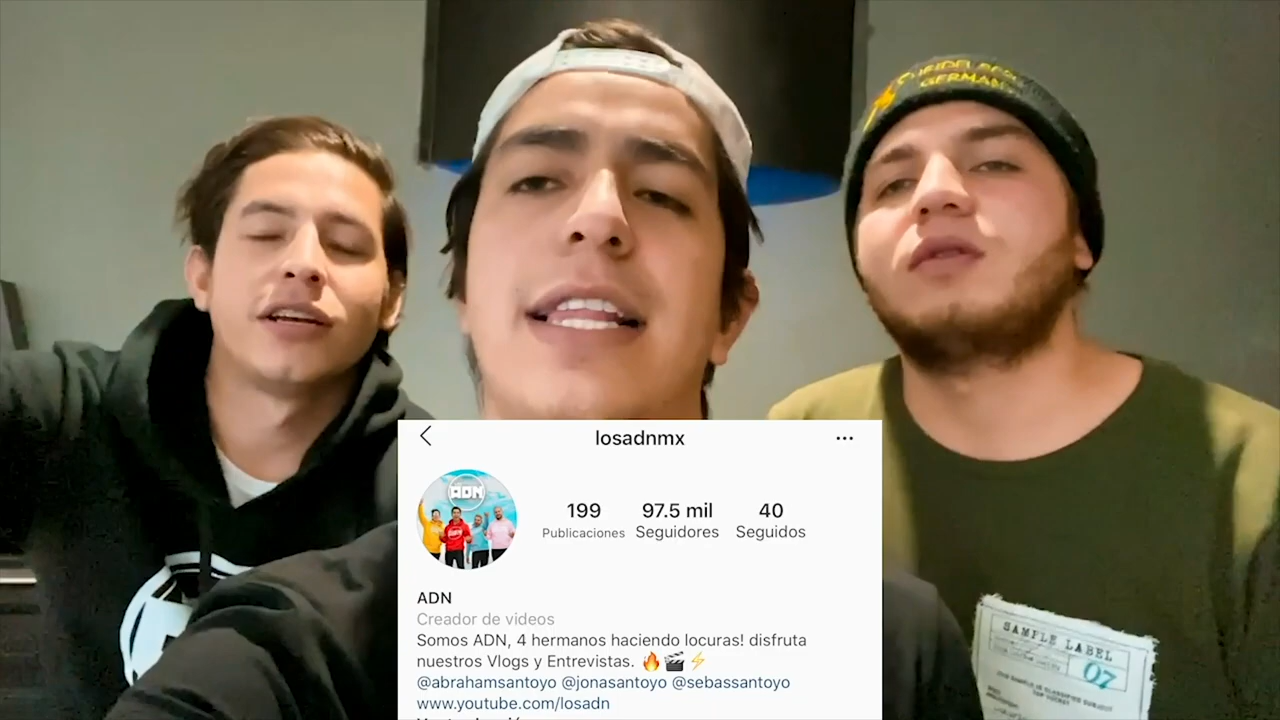 GERMANY
losadnmx
ADN
199
97.5 mil
40
Publicaciones
Seguidores
Seguidos
ADN
Creador de videos
Somos ADN, 4 hermanos haciendo locuras! disfruta
nuestros Vlogs y Entrevistas. 🔥🎬⚡
@abrahamsantoyo @jonasantoyo @sebassantoyo
www.youtube.com/losadn
SAMPLE LABEL
07